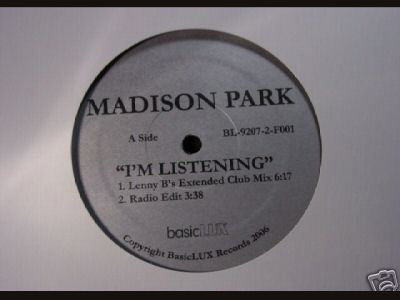 MADISON PARK
A Side BL-9207-2-F001
"I'M LISTENING"
1. Lenny B's Extended Club Mix 6:17
2. Radio Edit 3:38
basicLUX
Copyright BasicLUX Records 2006
ebay